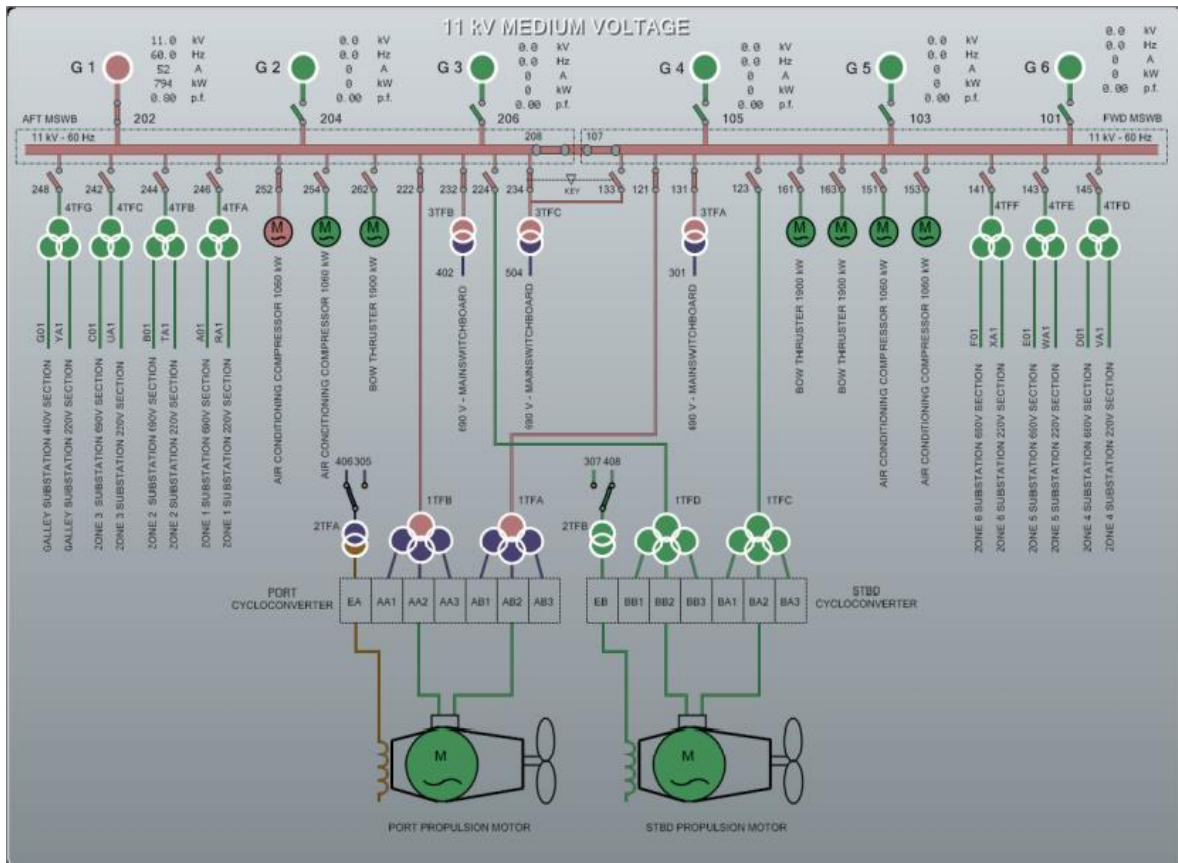 11 kV MEDIUM VOLTAGE
G 1
11.0 kV
60.0 Hz
52 A
794 kW
0.80 p.f.
G 2
0.0 kV
0.0 Hz
0 A
0 kW
0.00 p.f.
G 3
0.0 kV
0.0 Hz
0 A
0 kW
0.00 p.f.
G 4
0.0 kV
0.0 Hz
0 A
0 kW
0.00 p.f.
G 5
0.0 kV
0.0 Hz
0 A
0 kW
0.00 p.f.
G 6
0.0 kV
0.0 Hz
0 A
0 kW
0.00 p.f.
AFT MSWB 202 204 206 105 103 101 FWD MSWB
11 kV - 60 Hz 208 107 11 kV - 60 Hz
248 242 244 246 252 254 262 222 232 224 234 KEY 133 121 131 123 161 163 151 153 141 143 145
4TFG 4TFC 4TFB 4TFA 3TFB 3TFC 3TFA 4TFF 4TFE 4TFD
M M M M M M M
402 504 301
G01 YA1 C01 UA1 B01 TA1 A01 RA1 F01 XA1 E01 WA1 D01 VA1
GALLEY SUBSTATION 440V SECTION
GALLEY SUBSTATION 220V SECTION
ZONE 3 SUBSTATION 690V SECTION
ZONE 3 SUBSTATION 220V SECTION
ZONE 2 SUBSTATION 690V SECTION
ZONE 2 SUBSTATION 220V SECTION
ZONE 1 SUBSTATION 690V SECTION
ZONE 1 SUBSTATION 220V SECTION
AIR CONDITIONING COMPRESSOR 1060 kW
AIR CONDITIONING COMPRESSOR 1060 kW
BOW THRUSTER 1900 kW
690 V - MAINSWITCHBOARD
690 V - MAINSWITCHBOARD
690 V - MAINSWITCHBOARD
BOW THRUSTER 1900 kW
BOW THRUSTER 1900 kW
AIR CONDITIONING COMPRESSOR 1060 kW
AIR CONDITIONING COMPRESSOR 1060 kW
ZONE 6 SUBSTATION 690V SECTION
ZONE 6 SUBSTATION 220V SECTION
ZONE 5 SUBSTATION 690V SECTION
ZONE 5 SUBSTATION 220V SECTION
ZONE 4 SUBSTATION 690V SECTION
ZONE 4 SUBSTATION 220V SECTION
406 305 307 408
2TFA 1TFB 1TFA 2TFB 1TFD 1TFC
PORT
CYCLOCONVERTER
EA AA1 AA2 AA3 AB1 AB2 AB3
EB BB1 BB2 BB3 BA1 BA2 BA3
STBD
CYCLOCONVERTER
M M
PORT PROPULSION MOTOR STBD PROPULSION MOTOR